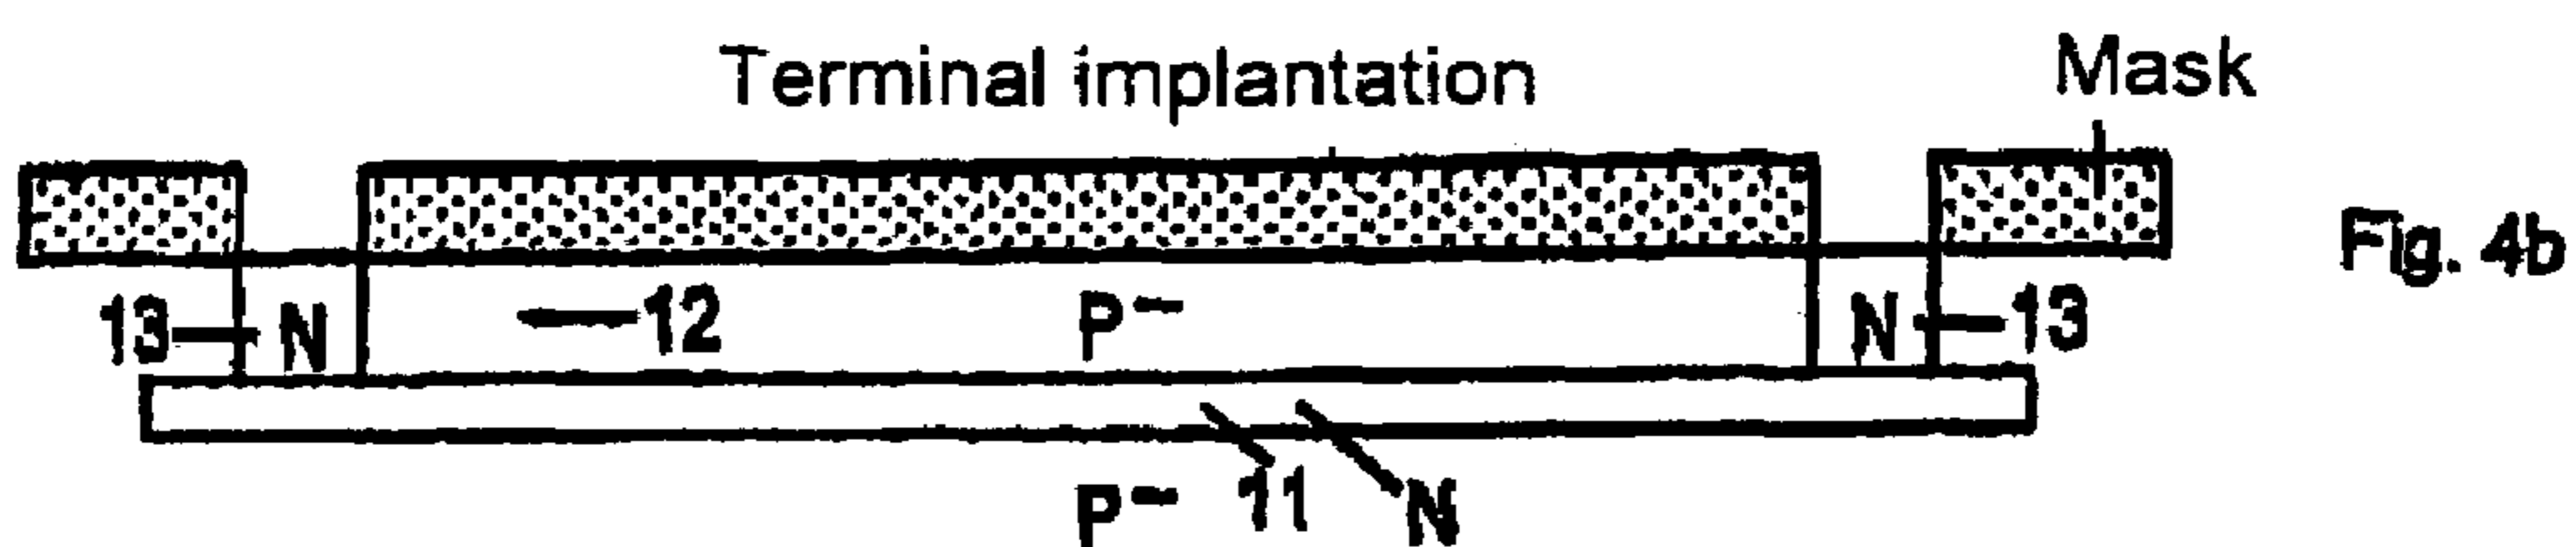 Terminal implantation
Mask
Fig. 4b
13 N 12 P− N 13
P− 11 N